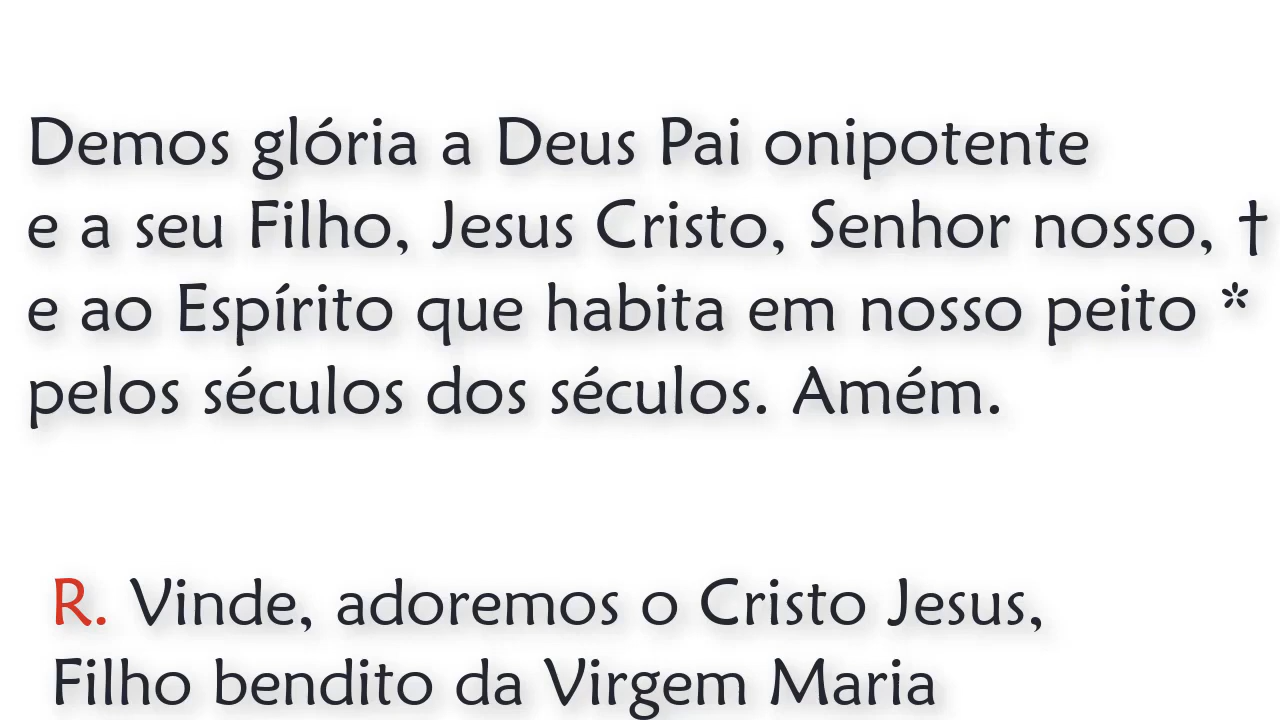 Demos glória a Deus Pai onipotente
e a seu Filho, Jesus Cristo, Senhor nosso, †
e ao Espírito que habita em nosso peito *
pelos séculos dos séculos. Amém.
R. Vinde, adoremos o Cristo Jesus,
Filho bendito da Virgem Maria